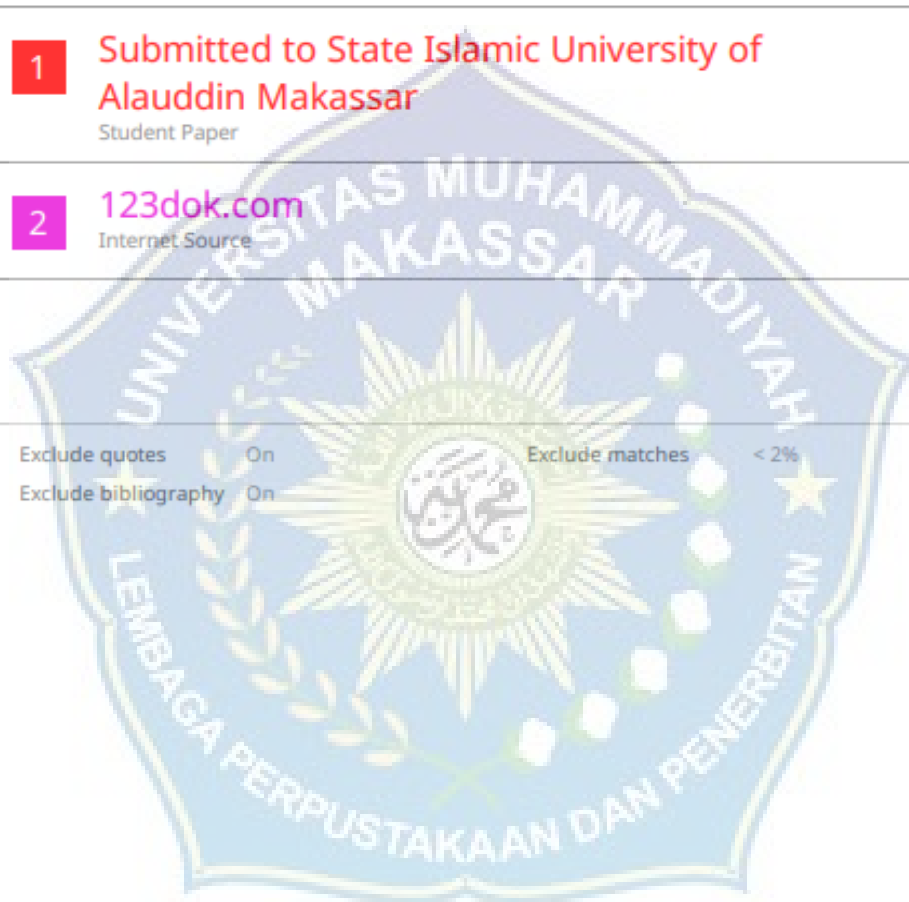 1
Submitted to State Islamic University of
Alauddin Makassar
Student Paper
2
123dok.com
Internet Source
UNIVERSITAS MUHAMMADIYAH
MAKASSAR
Exclude quotes On Exclude matches < 2%
Exclude bibliography On
محمد
LEMBAGA PERPUSTAKAAN DAN PENERBITAN